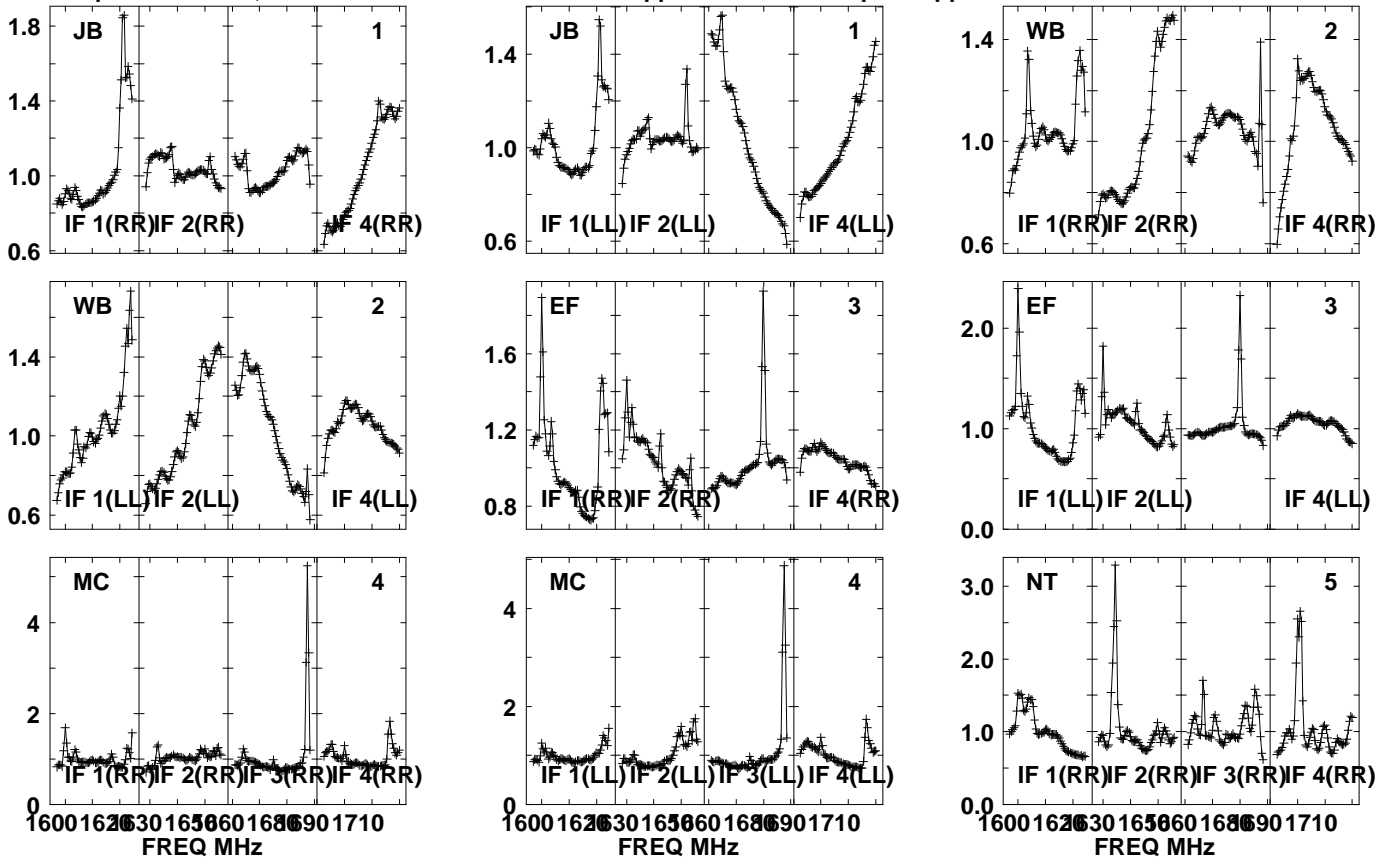 JB 1 JB 1 WB 2
1.8 1.4
1.4 1.4
1.0 1.0 1.0
0.6 0.6 0.6
IF 1(RR) IF 2(RR) IF 4(RR) IF 1(LL) IF 2(LL) IF 4(LL) IF 1(RR) IF 2(RR) IF 4(RR)
WB 2 EF 3 EF 3
1.4 1.6 2.0
1.0 1.2 1.0
0.6 0.8 0.0
IF 1(LL) IF 2(LL) IF 4(LL) IF 1(RR) IF 2(RR) IF 4(RR) IF 1(LL) IF 2(LL) IF 4(LL)
MC 4 MC 4 NT 5
4 4 3.0
2 2 2.0
1.0
0 0 0.0
IF 1(RR) IF 2(RR) IF 3(RR) IF 4(RR) IF 1(LL) IF 2(LL) IF 3(LL) IF 4(LL) IF 1(RR) IF 2(RR) IF 3(RR) IF 4(RR)
1600 1710 1600 1710 1600 1710
FREQ MHz FREQ MHz FREQ MHz